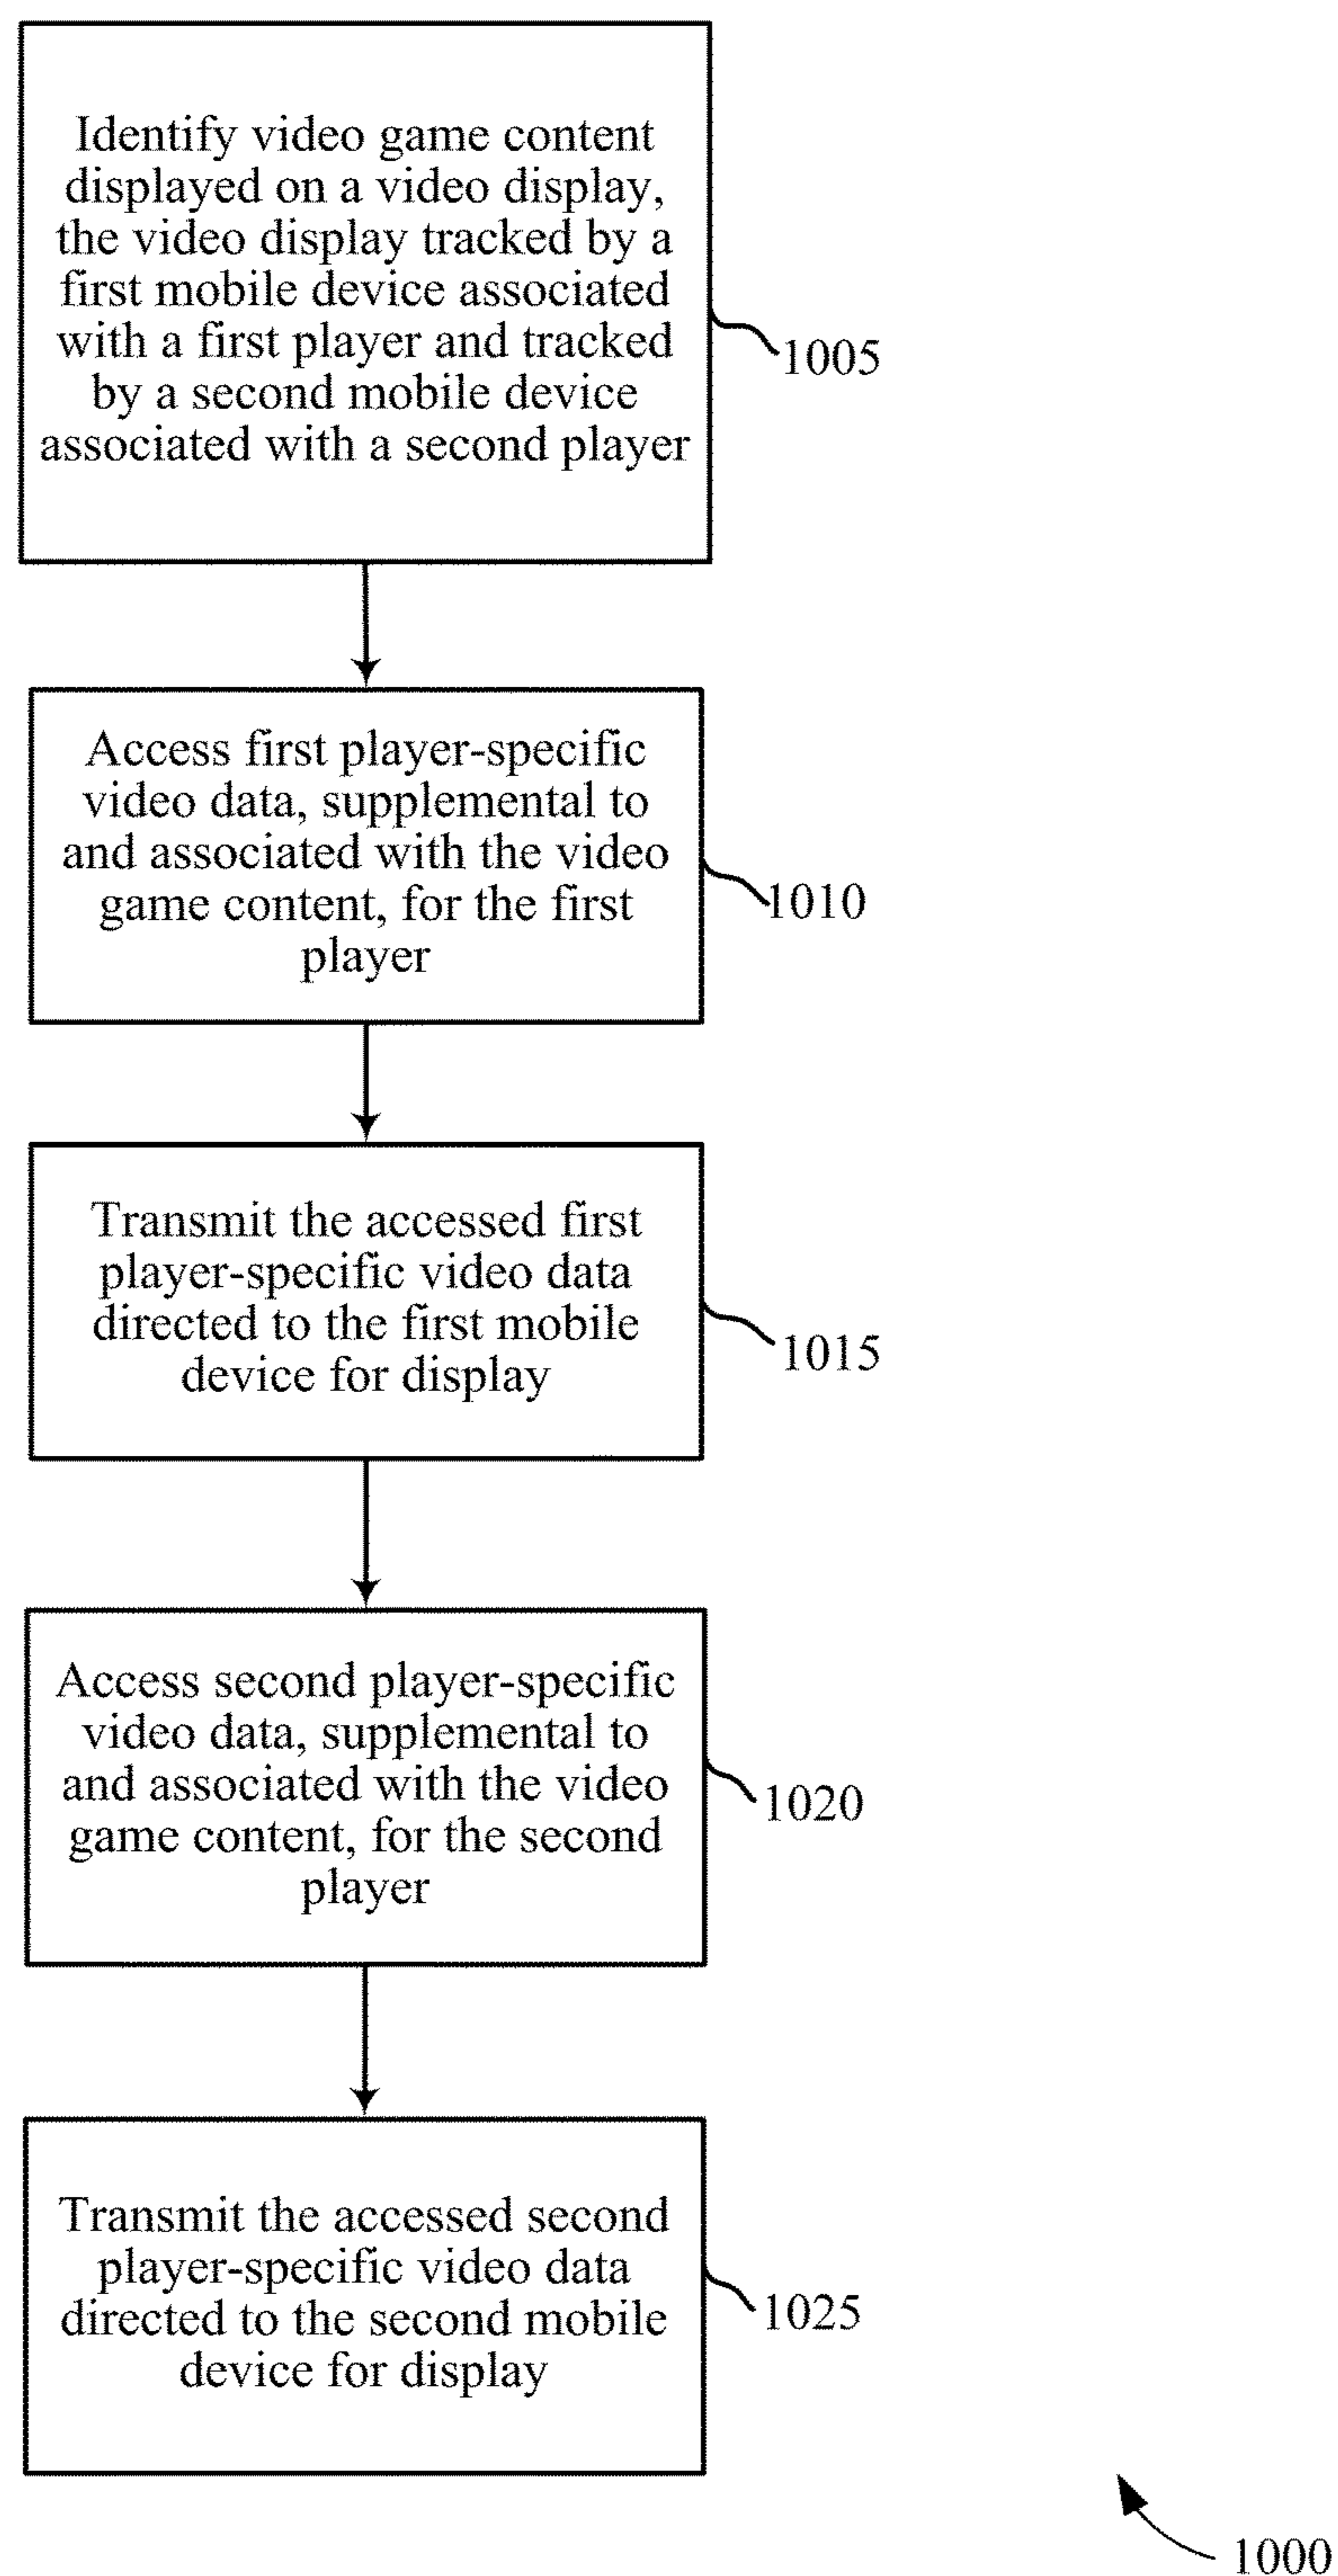 Identify video game content
displayed on a video display,
the video display tracked by a
first mobile device associated
with a first player and tracked
by a second mobile device
associated with a second player
1005
Access first player-specific
video data, supplemental to
and associated with the video
game content, for the first
player
1010
Transmit the accessed first
player-specific video data
directed to the first mobile
device for display
1015
Access second player-specific
video data, supplemental to
and associated with the video
game content, for the second
player
1020
Transmit the accessed second
player-specific video data
directed to the second mobile
device for display
1025
1000